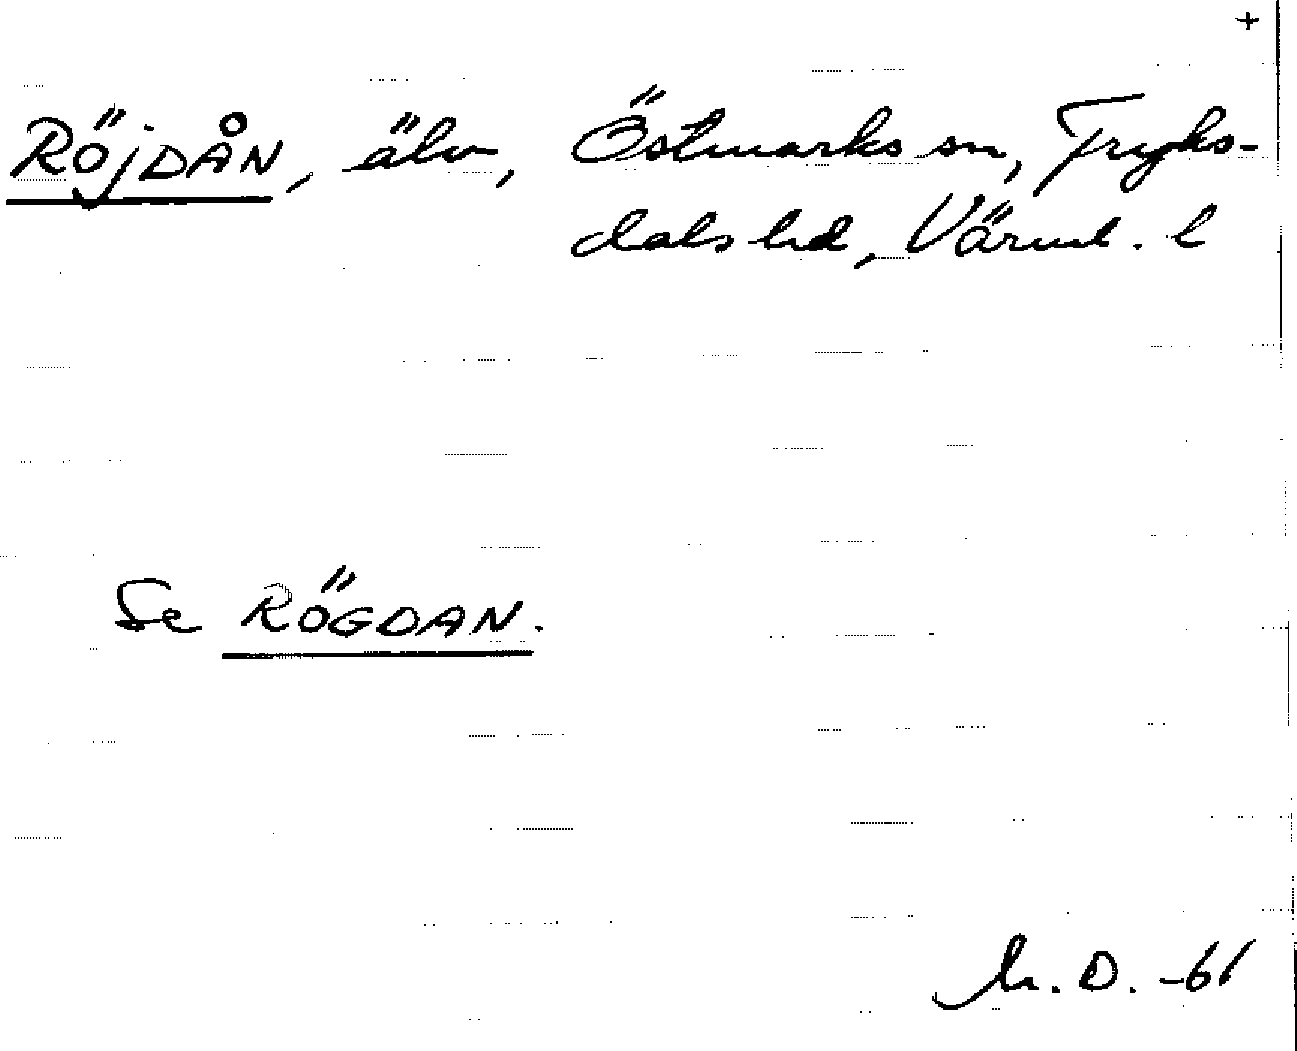 +
RÖJDÅN, älv, Östmarks sn, Fryks-
dals hd, Värml. l
Se RÖGDAN.
D. -61